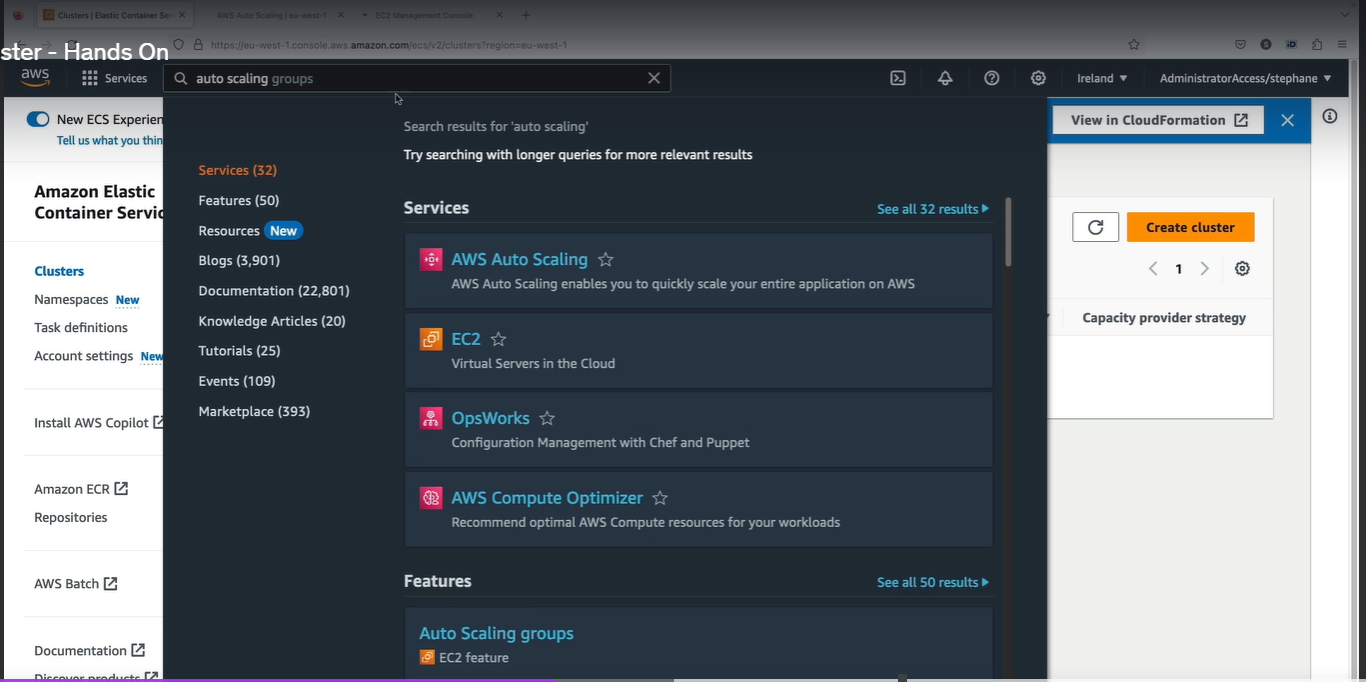 Clusters | Elastic Container Ser
AWS Auto Scaling | eu-west-1
EC2 Management Console
https://eu-west-1.console.aws.amazon.com/ecs/v2/clusters?region=eu-west-1
ster - Hands On
aws
Services
auto scaling groups
Ireland
AdministratorAccess/stephane
New ECS Experien
Tell us what you thin
Amazon Elastic
Container Servic
Clusters
Namespaces New
Task definitions
Account settings New
Install AWS Copilot
Amazon ECR
Repositories
AWS Batch
Documentation
Discover products
Services (32)
Features (50)
Resources New
Blogs (3,901)
Documentation (22,801)
Knowledge Articles (20)
Tutorials (25)
Events (109)
Marketplace (393)
Search results for 'auto scaling'
Try searching with longer queries for more relevant results
Services
See all 32 results
AWS Auto Scaling
AWS Auto Scaling enables you to quickly scale your entire application on AWS
EC2
Virtual Servers in the Cloud
OpsWorks
Configuration Management with Chef and Puppet
AWS Compute Optimizer
Recommend optimal AWS Compute resources for your workloads
Features
See all 50 results
Auto Scaling groups
EC2 feature
View in CloudFormation
Create cluster
1
Capacity provider strategy